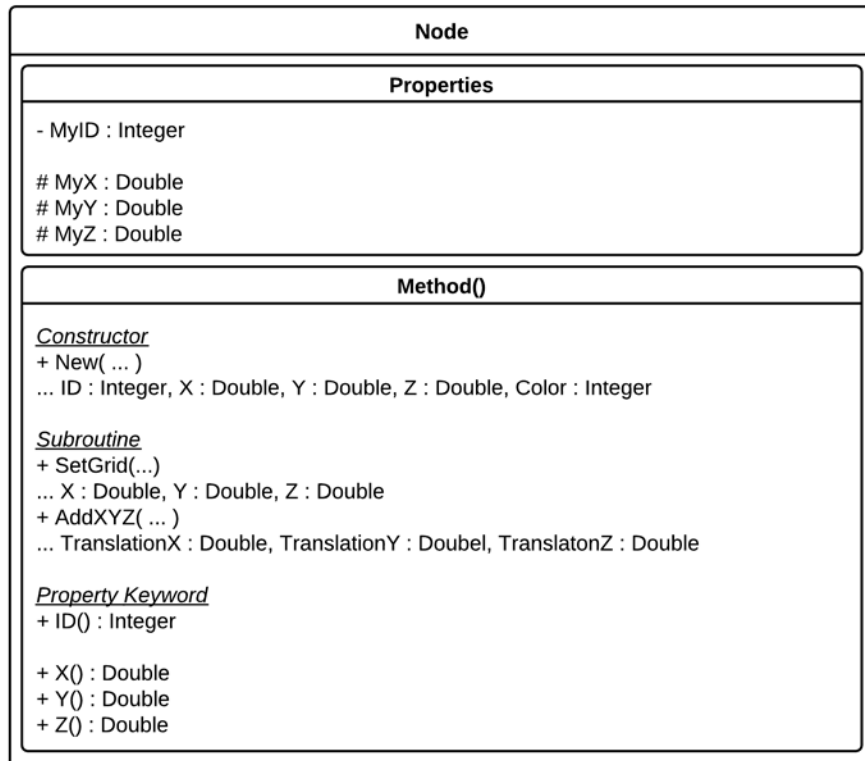 Node
Properties
- MyID : Integer
# MyX : Double
# MyY : Double
# MyZ : Double
Method()
Constructor
+ New( ... )
... ID : Integer, X : Double, Y : Double, Z : Double, Color : Integer
Subroutine
+ SetGrid(...)
... X : Double, Y : Double, Z : Double
+ AddXYZ( ... )
... TranslationX : Double, TranslationY : Doubel, TranslatonZ : Double
Property Keyword
+ ID() : Integer
+ X() : Double
+ Y() : Double
+ Z() : Double